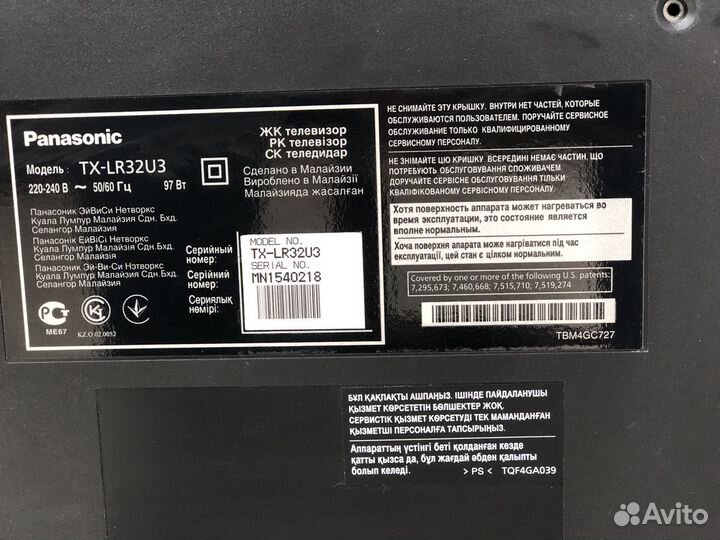 Panasonic
ЖК телевизор
РК телевізор
СК теледидар
Модель: TX-LR32U3
220-240 В ~ 50/60 Гц 97 Вт
Сделано в Малайзии
Вироблено в Малайзії
Малайзияда жасалған
Панасоник ЭйВиСи Нетворкс
Куала Лумпур Малайзия Сдн. Бхд.
Селангор Малайзия
Панасонік ЕйВіСі Нетворкс
Куала Лумпур Малайзія Сдн. Бхд.
Селангор Малайзія
Панасоник Эй-Ви-Си Нэтворкс
Куала Лумпур Малайзия Сдн. Бхд.
Селангор Малайзия
Серийный номер:
Серійний номер:
Сериялық нөмірі:
MODEL NO.
TX-LR32U3
SERIAL NO.
MN1540218
МЕ67
KZ.O.02.0052
НЕ СНИМАЙТЕ ЭТУ КРЫШКУ. ВНУТРИ НЕТ ЧАСТЕЙ, КОТОРЫЕ
ОБСЛУЖИВАЮТСЯ ПОЛЬЗОВАТЕЛЕМ. ПОРУЧАЙТЕ СЕРВИСНОЕ
ОБСЛУЖИВАНИЕ ТОЛЬКО КВАЛИФИЦИРОВАННОМУ
СЕРВИСНОМУ ПЕРСОНАЛУ.
НЕ ЗНІМАЙТЕ ЦЮ КРИШКУ. ВСЕРЕДИНІ НЕМАЄ ЧАСТИН, ЩО
ПОТРЕБУЮТЬ ОБСЛУГОВУВАННЯ СПОЖИВАЧЕМ
ДОРУЧАЙТЕ СЕРВІСНЕ ОБСЛУГОВУВАННЯ ТІЛЬКИ
КВАЛІФІКОВАНОМУ СЕРВІСНОМУ ПЕРСОНАЛУ.
Хотя поверхность аппарата может нагреваться во
время эксплуатации, это состояние является
вполне нормальным.
Хоча поверхня апарата може нагріватися під час
експлуатації, цей стан є цілком нормальним.
Covered by one or more of the following U.S. patents:
7,295,673; 7,460,668; 7,515,710; 7,519,274
TBM4GC727
БҰЛ ҚАҚПАҚТЫ АШПАҢЫЗ. ІШІНДЕ ПАЙДАЛАНУШЫ
ҚЫЗМЕТ КӨРСЕТЕТІН БӨЛШЕКТЕР ЖОҚ.
СЕРВИСТІК ҚЫЗМЕТ КӨРСЕТУДІ ТЕК МАМАНДАНҒАН
ҚЫЗМЕТШІ ПЕРСОНАЛҒА ТАПСЫРЫҢЫЗ.
Аппараттың үстіңгі беті қолданған кезде
қатты қызса да, бұл жағдай әбден қалыпты
болып келеді.
>PS< TQF4GA039
Avito